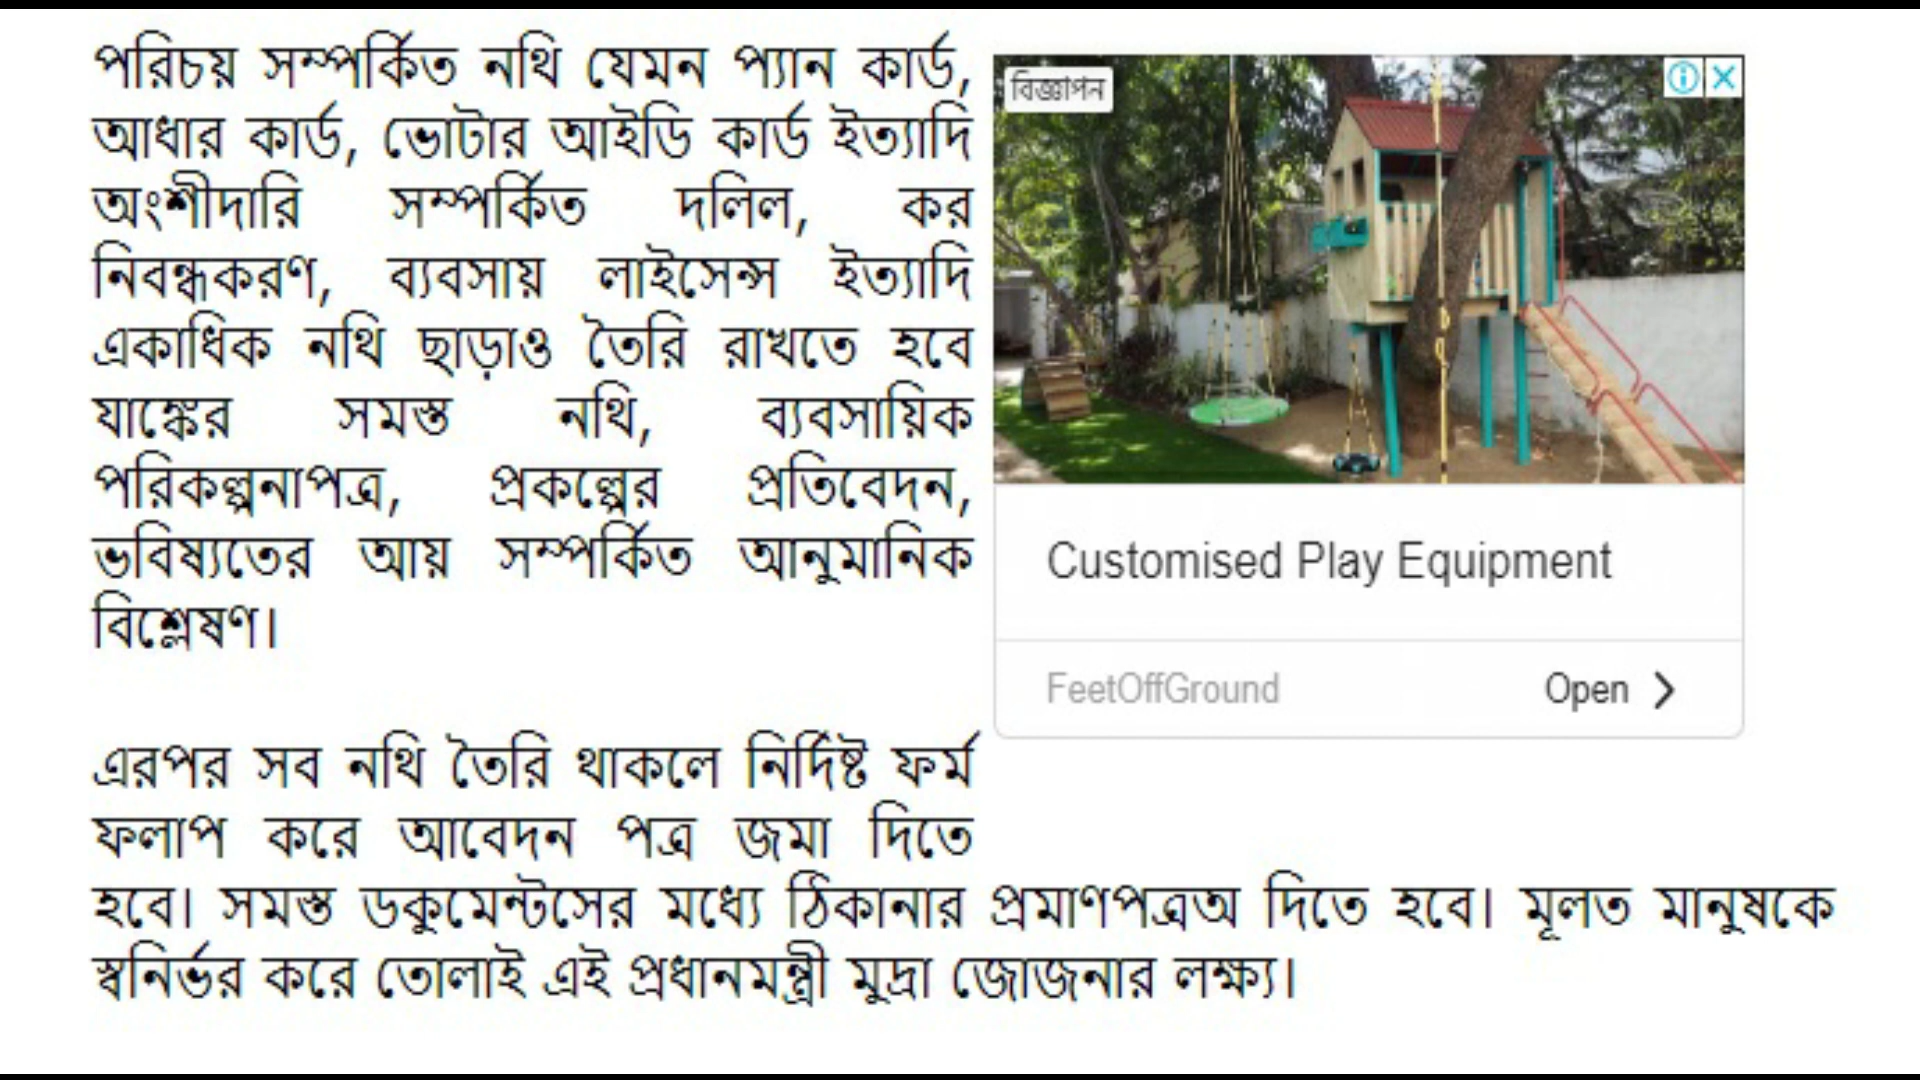 পরিচয় সম্পর্কিত নথি যেমন প্যান কার্ড,
আধার কার্ড, ভোটার আইডি কার্ড ইত্যাদি
অংশীদারি সম্পর্কিত দলিল, কর
নিবন্ধকরণ, ব্যবসায় লাইসেন্স ইত্যাদি
একাধিক নথি ছাড়াও তৈরি রাখতে হবে
যাঙ্কের সমস্ত নথি, ব্যবসায়িক
পরিকল্পনাপত্র, প্রকল্পের প্রতিবেদন,
ভবিষ্যতের আয় সম্পর্কিত আনুমানিক
বিশ্লেষণ।
এরপর সব নথি তৈরি থাকলে নির্দিষ্ট ফর্ম
ফলাপ করে আবেদন পত্র জমা দিতে
হবে। সমস্ত ডকুমেন্টসের মধ্যে ঠিকানার প্রমাণপত্রঅ দিতে হবে। মূলত মানুষকে
স্বনির্ভর করে তোলাই এই প্রধানমন্ত্রী মুদ্রা জোজনার লক্ষ্য।
বিজ্ঞাপন
Customised Play Equipment
FeetOffGround
Open